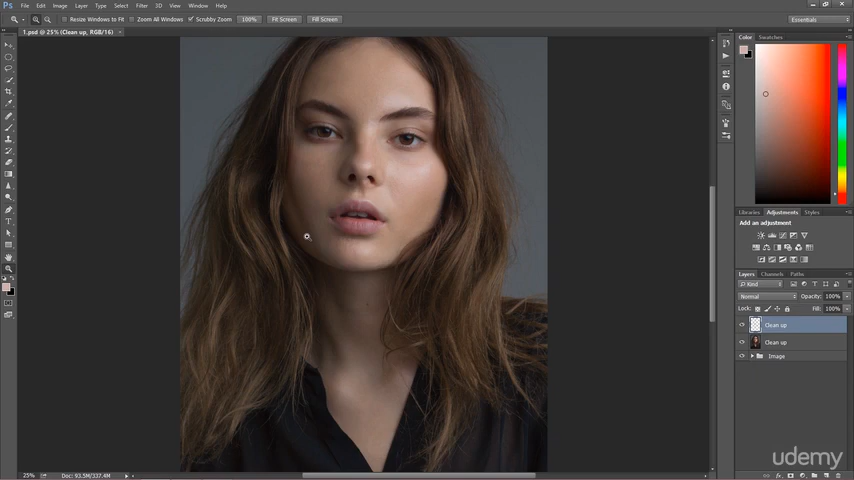 Ps File Edit Image Layer Type Select Filter 3D View Window Help
Resize Windows to Fit Zoom All Windows Scrubby Zoom 100% Fit Screen Fill Screen Essentials
1.psd @ 25% (Clean up, RGB/16) ×
Color Swatches
Libraries Adjustments Styles
Add an adjustment
Layers Channels Paths
Kind
Normal Opacity: 100%
Lock: Fill: 100%
Clean up
Clean up
Image
udemy
25% Doc: 93.5M/337.4M
fx